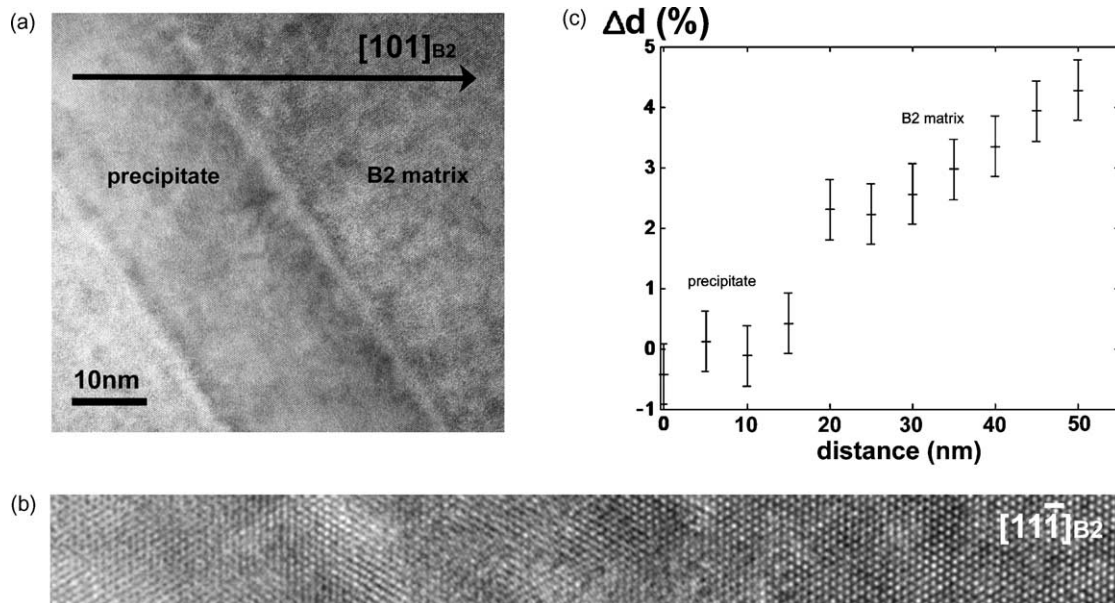 (a)
[101]B2
precipitate
B2 matrix
10nm
(c) Δd (%)
5
4
3
2
1
0
-1
B2 matrix
precipitate
0 10 20 30 40 50
distance (nm)
(b)
[111̅]B2